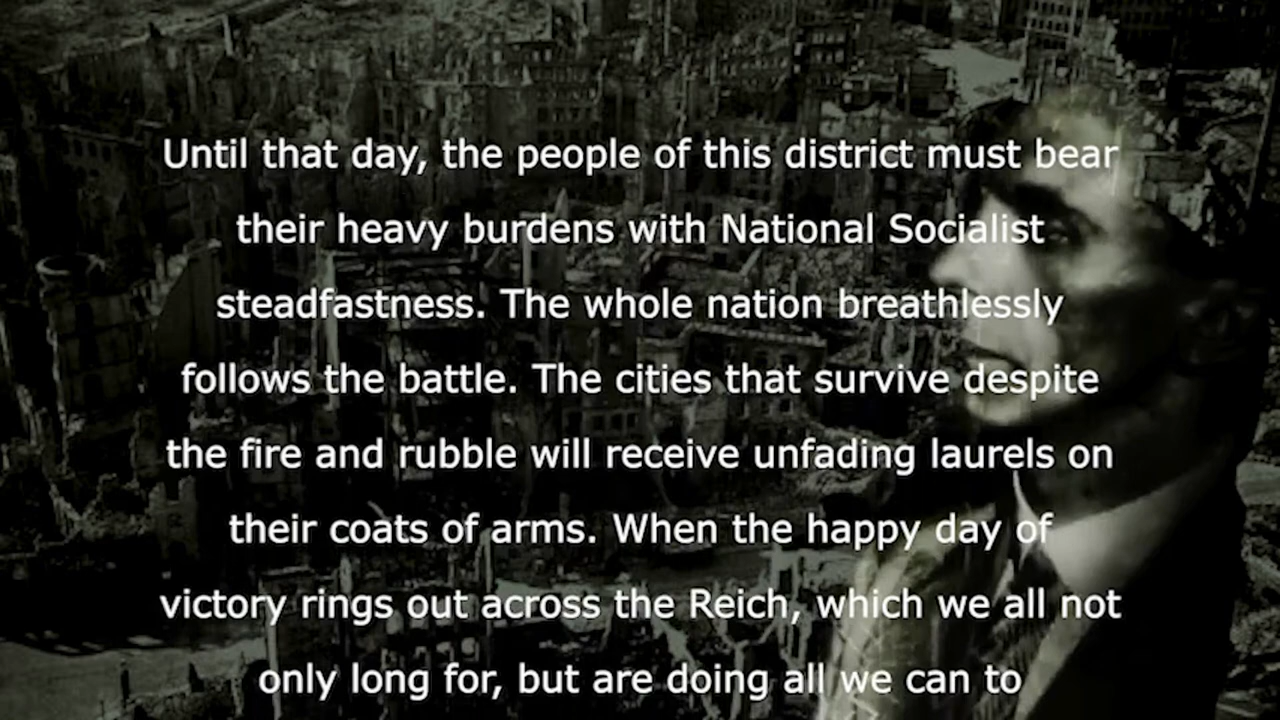 Until that day, the people of this district must bear
their heavy burdens with National Socialist
steadfastness. The whole nation breathlessly
follows the battle. The cities that survive despite
the fire and rubble will receive unfading laurels on
their coats of arms. When the happy day of
victory rings out across the Reich, which we all not
only long for, but are doing all we can to